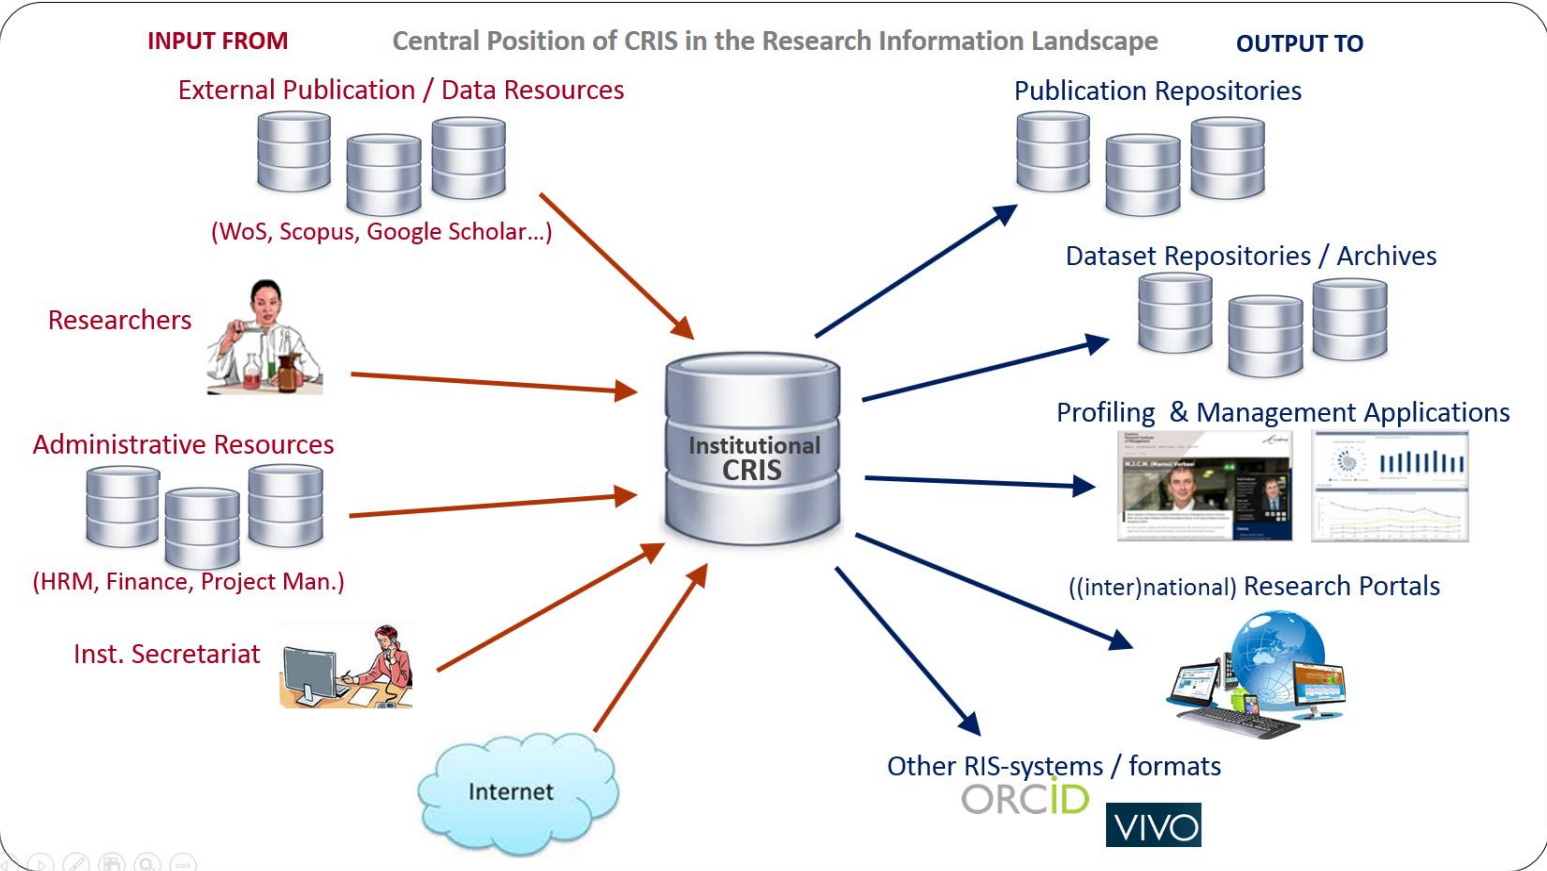 INPUT FROM
Central Position of CRIS in the Research Information Landscape
OUTPUT TO
External Publication / Data Resources
(WoS, Scopus, Google Scholar...)
Researchers
Administrative Resources
(HRM, Finance, Project Man.)
Inst. Secretariat
Internet
Institutional
CRIS
Publication Repositories
Dataset Repositories / Archives
Profiling & Management Applications
((inter)national) Research Portals
Other RIS-systems / formats
ORCiD
VIVO